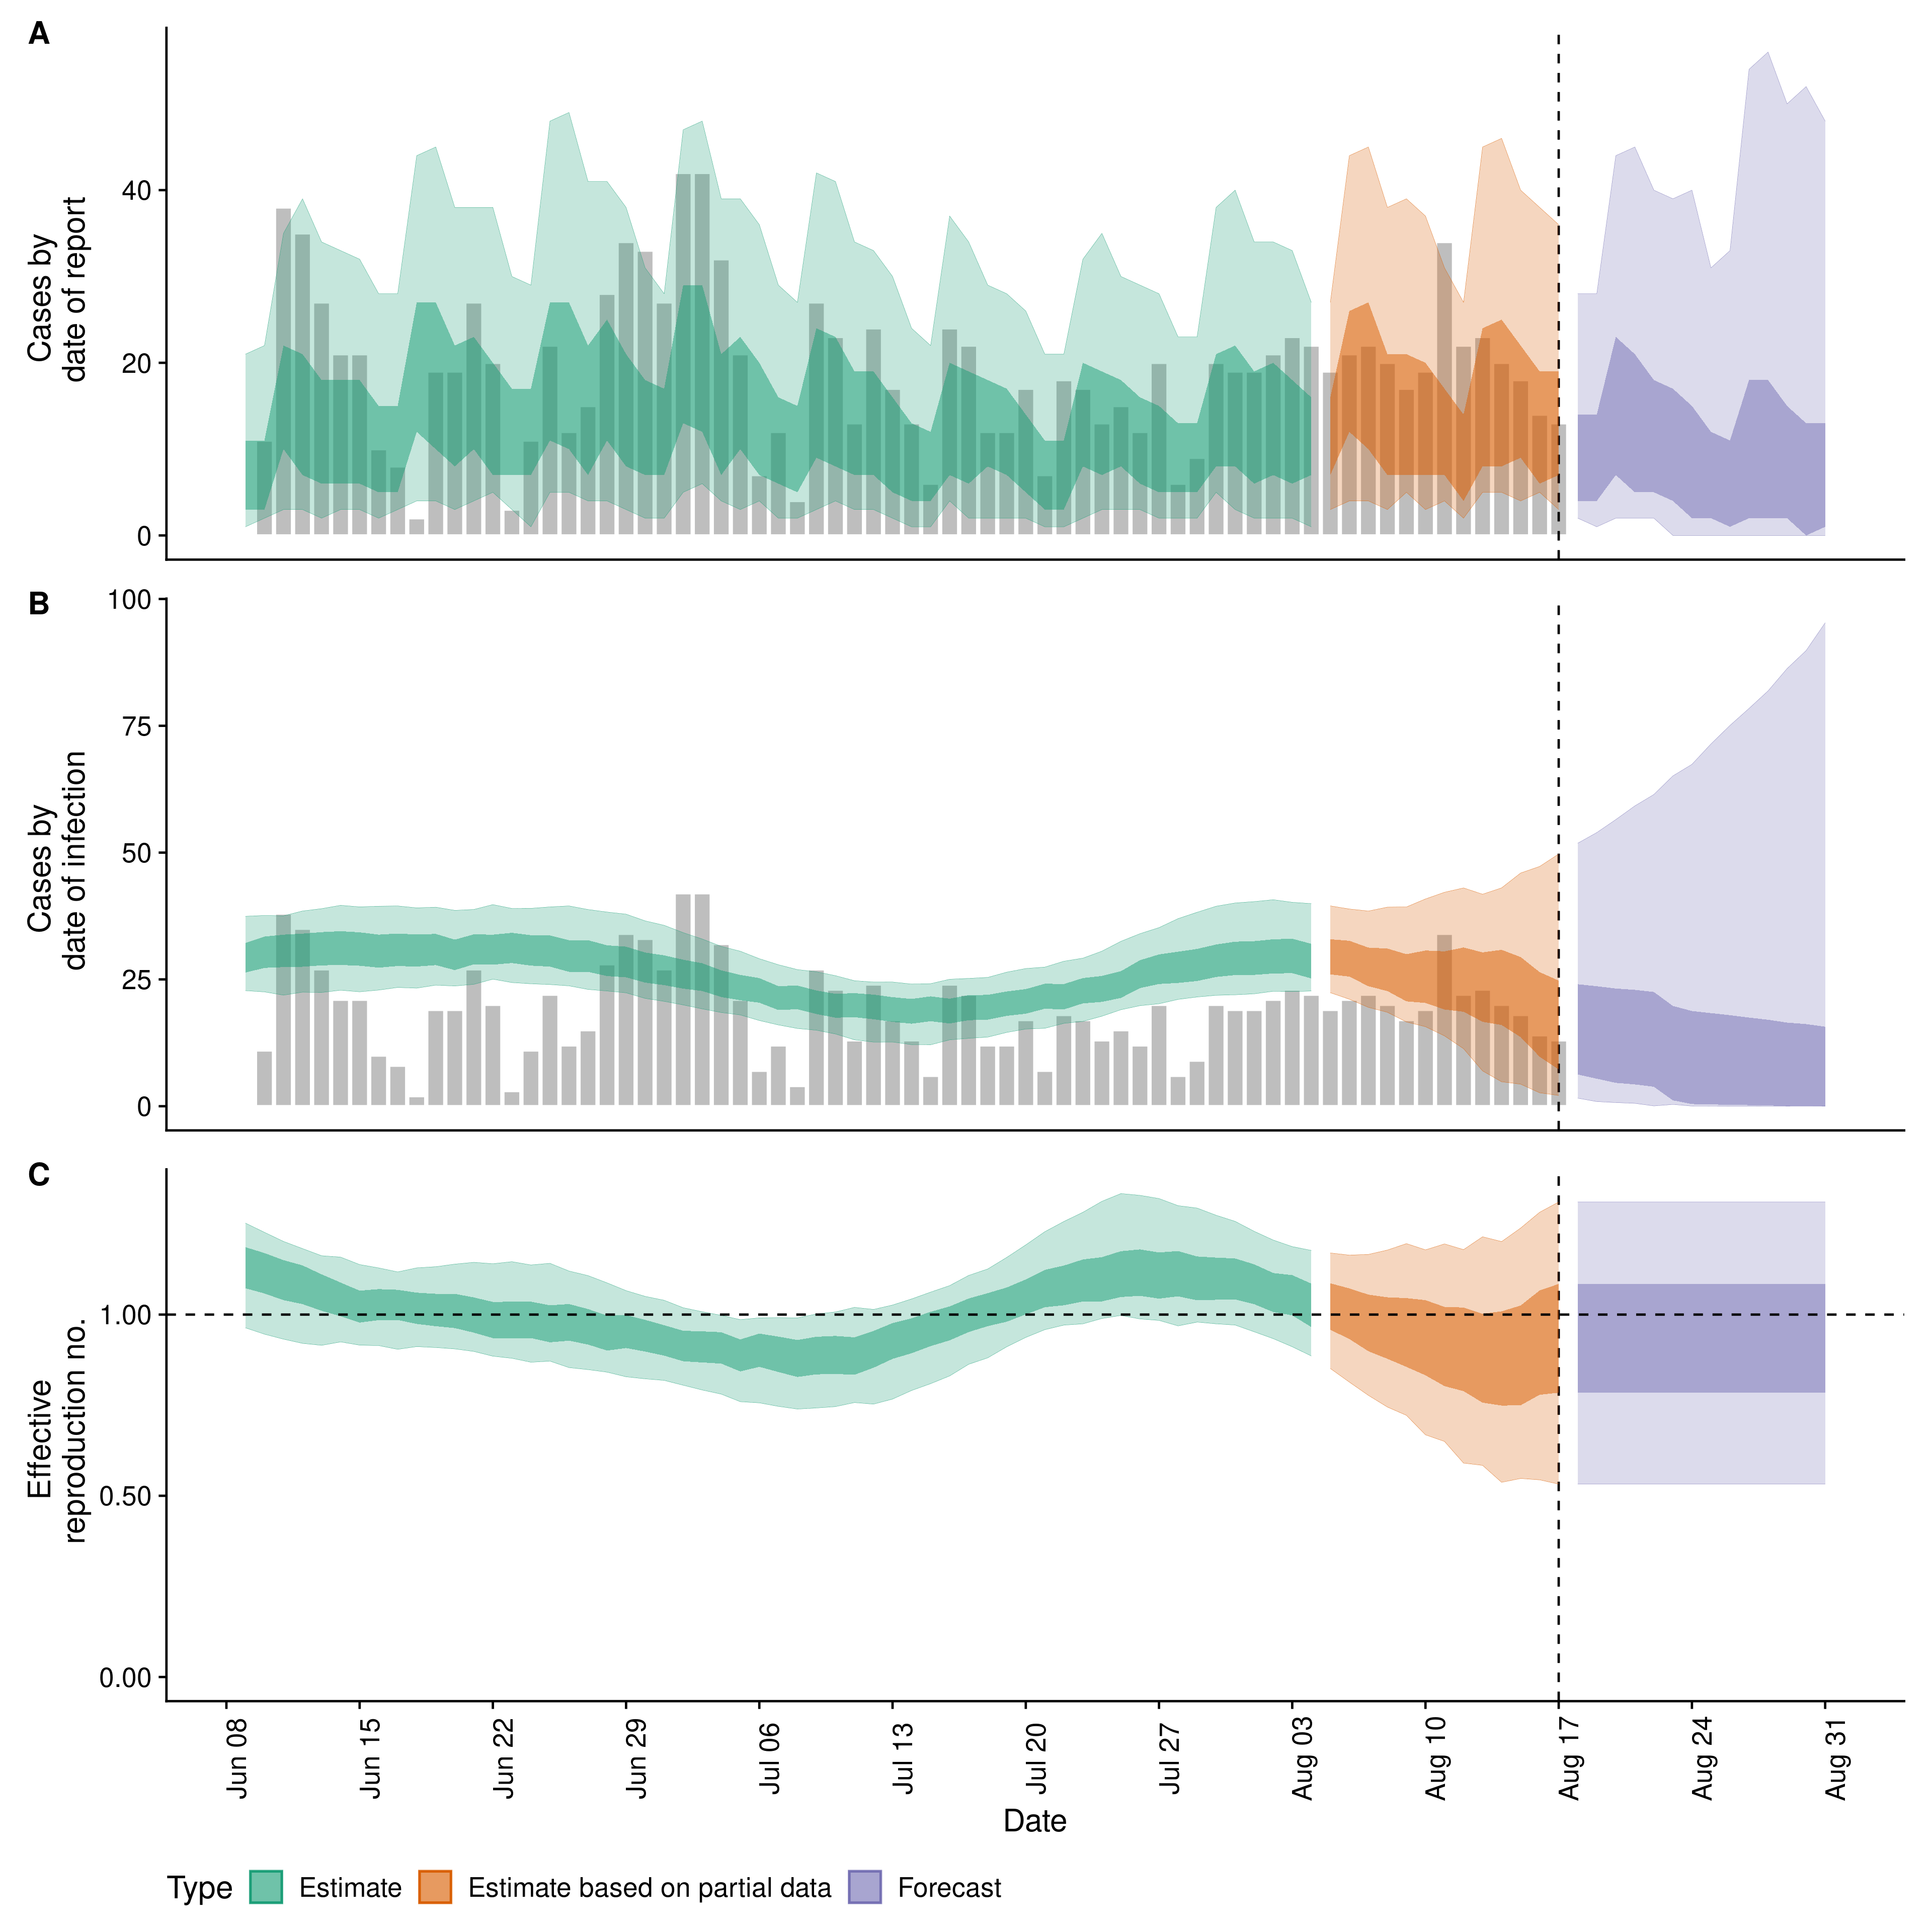 A
Cases by
date of report
40
20
0
B
Cases by
date of infection
100
75
50
25
0
C
Effective
reproduction no.
1.00
0.50
0.00
Jun 08
Jun 15
Jun 22
Jun 29
Jul 06
Jul 13
Jul 20
Jul 27
Aug 03
Aug 10
Aug 17
Aug 24
Aug 31
Date
Type
Estimate
Estimate based on partial data
Forecast